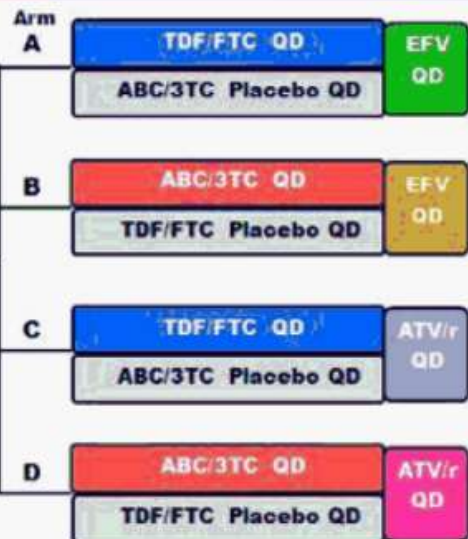 Arm
A
TDF/FTC QD
ABC/3TC Placebo QD
EFV
QD
B
ABC/3TC QD
TDF/FTC Placebo QD
EFV
QD
C
TDF/FTC QD
ABC/3TC Placebo QD
ATV/r
QD
D
ABC/3TC QD
TDF/FTC Placebo QD
ATV/r
QD